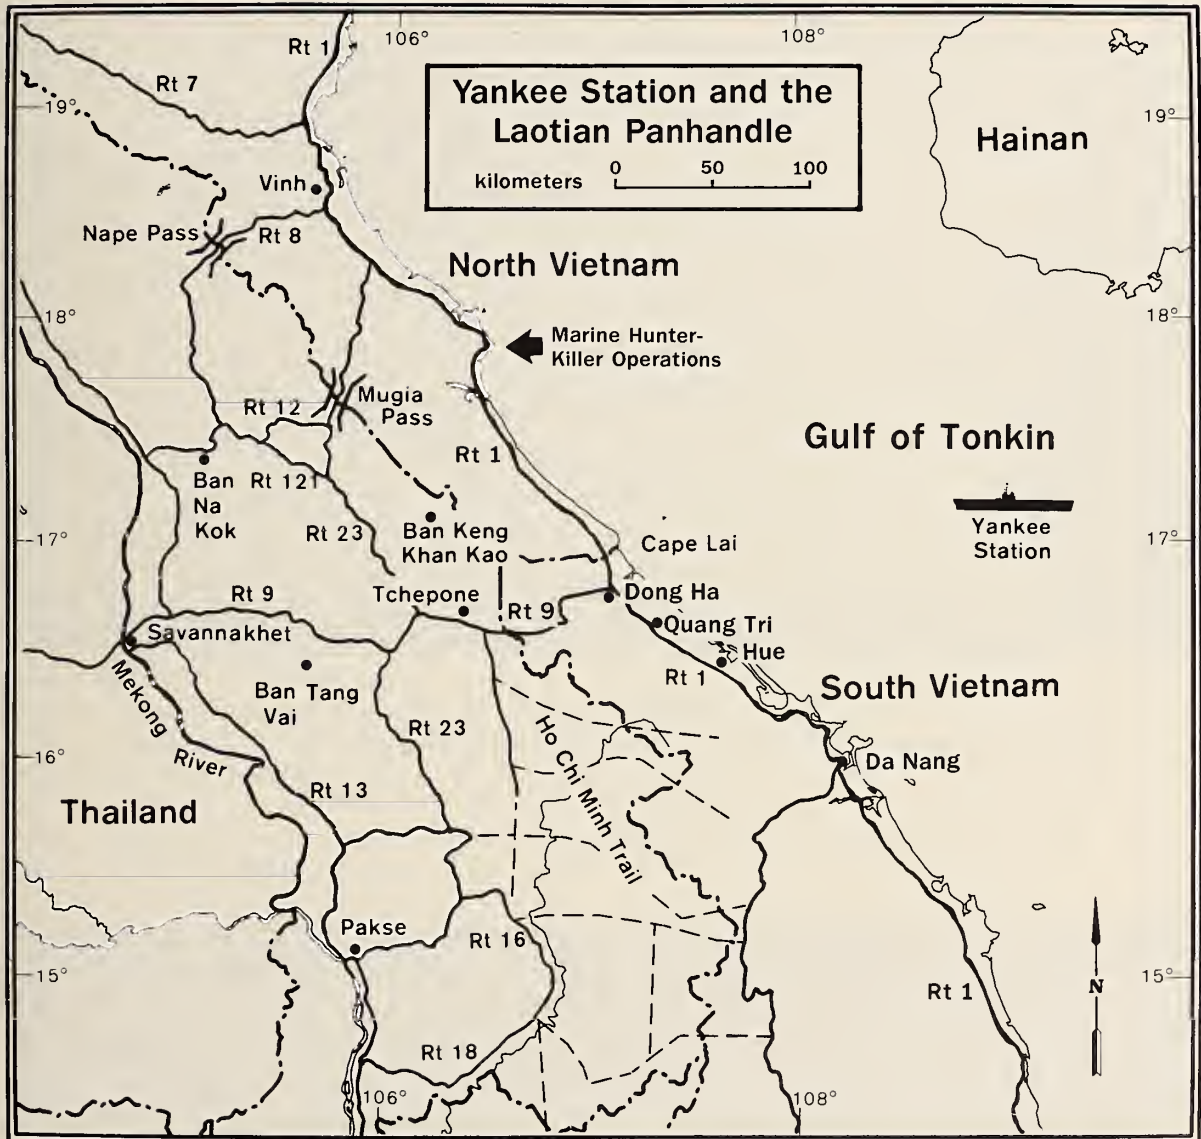 Rt 1
106°
108°
Rt 7
Yankee Station and the
Laotian Panhandle
kilometers
0 50 100
19°
19°
Hainan
Vinh
Nape Pass
Rt 8
North Vietnam
18°
18°
Marine Hunter-
Killer Operations
Rt 12
Mugia
Pass
Gulf of Tonkin
Rt 1
Ban
Na
Kok
Rt 121
Yankee
Station
Rt 23
Ban Keng
Khan Kao
17°
17°
Cape Lai
Rt 9
Tchepone
Rt 9
Dong Ha
Savannakhet
Quang Tri
Hue
Rt 1
Ban Tang
Vai
South Vietnam
Mekong
River
Rt 23
Ho Chi Minh Trail
16°
Da Nang
Rt 13
Thailand
Pakse
Rt 16
15°
15°
N
Rt 1
Rt 18
106°
108°